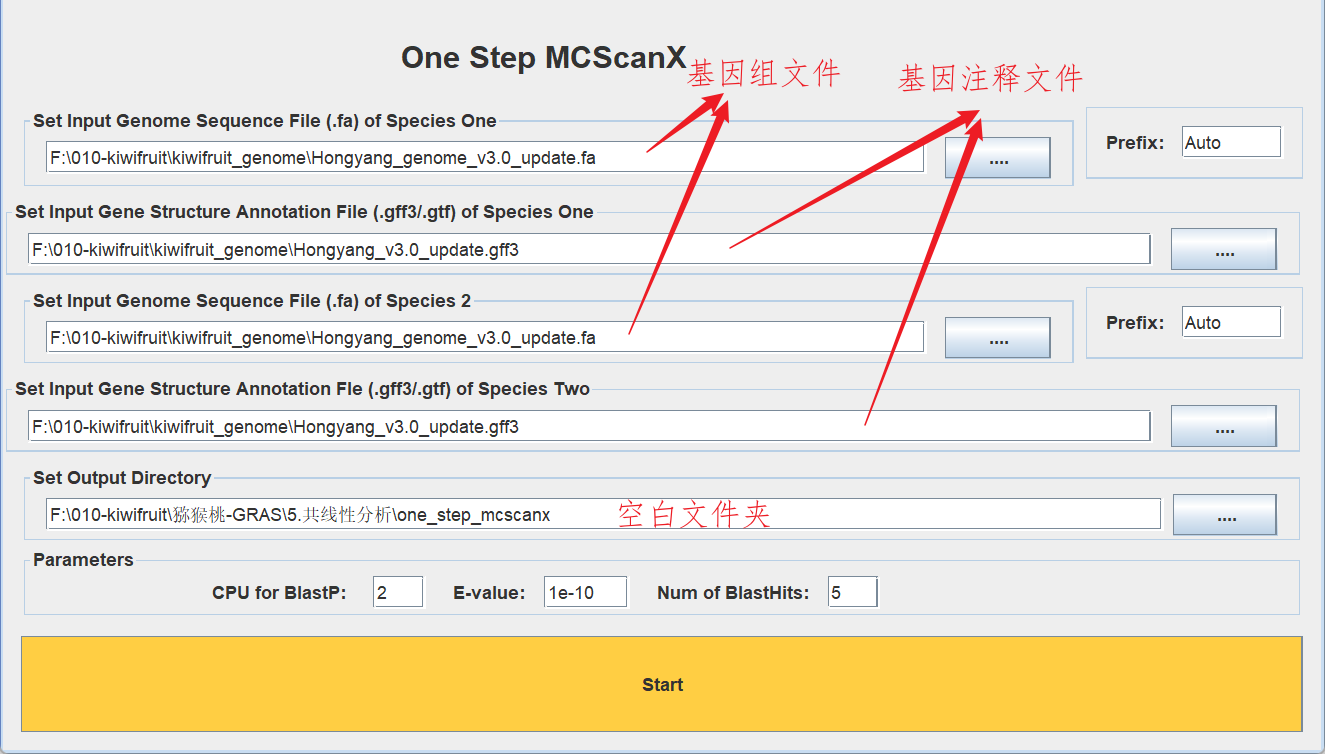 One Step MCScanX
基因组文件
基因注释文件
Set Input Genome Sequence File (.fa) of Species One
F:\010-kiwifruit\kiwifruit_genome\Hongyang_genome_v3.0_update.fa
....
Prefix: Auto
Set Input Gene Structure Annotation File (.gff3/.gtf) of Species One
F:\010-kiwifruit\kiwifruit_genome\Hongyang_v3.0_update.gff3
....
Set Input Genome Sequence File (.fa) of Species 2
F:\010-kiwifruit\kiwifruit_genome\Hongyang_genome_v3.0_update.fa
....
Prefix: Auto
Set Input Gene Structure Annotation Fle (.gff3/.gtf) of Species Two
F:\010-kiwifruit\kiwifruit_genome\Hongyang_v3.0_update.gff3
....
Set Output Directory
F:\010-kiwifruit\猕猴桃-GRAS\5.共线性分析\one_step_mcscanx
空白文件夹
....
Parameters
CPU for BlastP: 2 E-value: 1e-10 Num of BlastHits: 5
Start